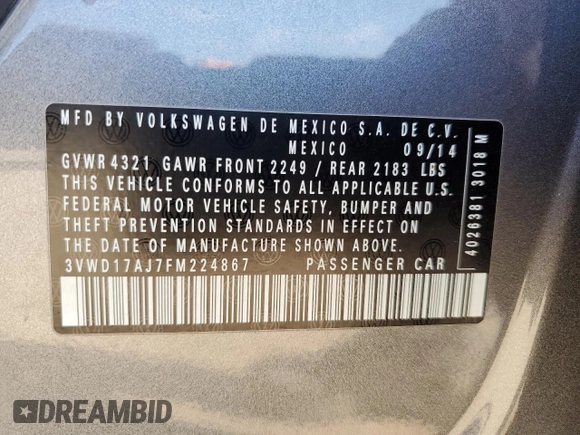 MFD BY VOLKSWAGEN DE MEXICO S.A. DE C.V.
MEXICO 09/14
GVWR 4321 GAWR FRONT 2249 / REAR 2183 LBS
THIS VEHICLE CONFORMS TO ALL APPLICABLE U.S.
FEDERAL MOTOR VEHICLE SAFETY, BUMPER AND
THEFT PREVENTION STANDARDS IN EFFECT ON
THE DATE OF MANUFACTURE SHOWN ABOVE.
3VWD17AJ7FM224867 PASSENGER CAR
4026381 3018 M
DREAMBID